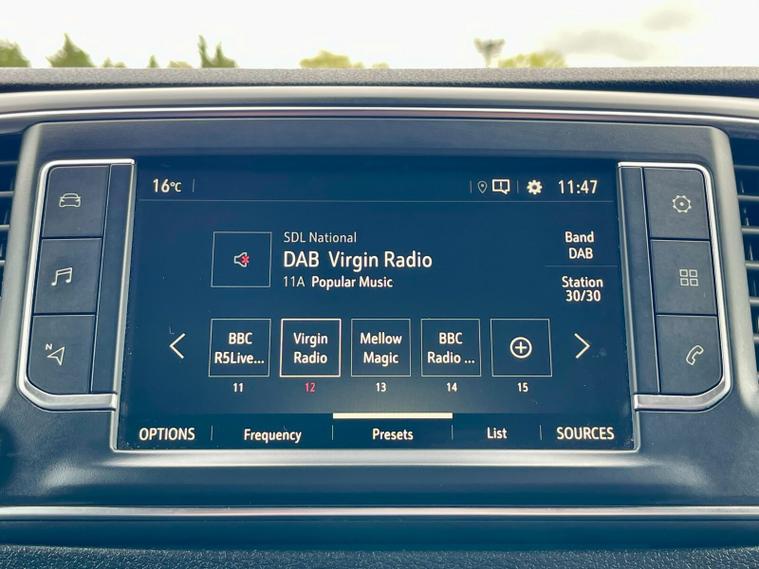 16°C
11:47
SDL National
DAB Virgin Radio
11A Popular Music
Band
DAB
Station
30/30
BBC
R5Live...
Virgin
Radio
Mellow
Magic
BBC
Radio ...
11
12
13
14
15
OPTIONS
Frequency
Presets
List
SOURCES
N